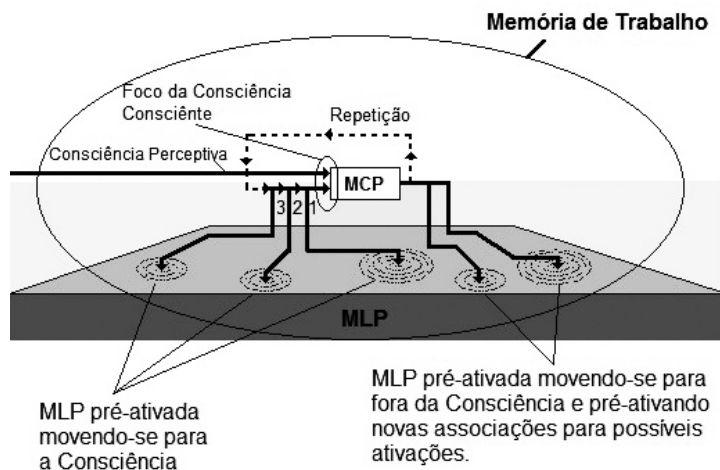 Memória de Trabalho
Foco da Consciência
Consciênte
Repetição
Consciência Perceptiva
MCP
3 2 1
MLP
MLP pré-ativada
movendo-se para
a Consciência
MLP pré-ativada movendo-se para
fora da Consciência e pré-ativando
novas associações para possíveis
ativações.